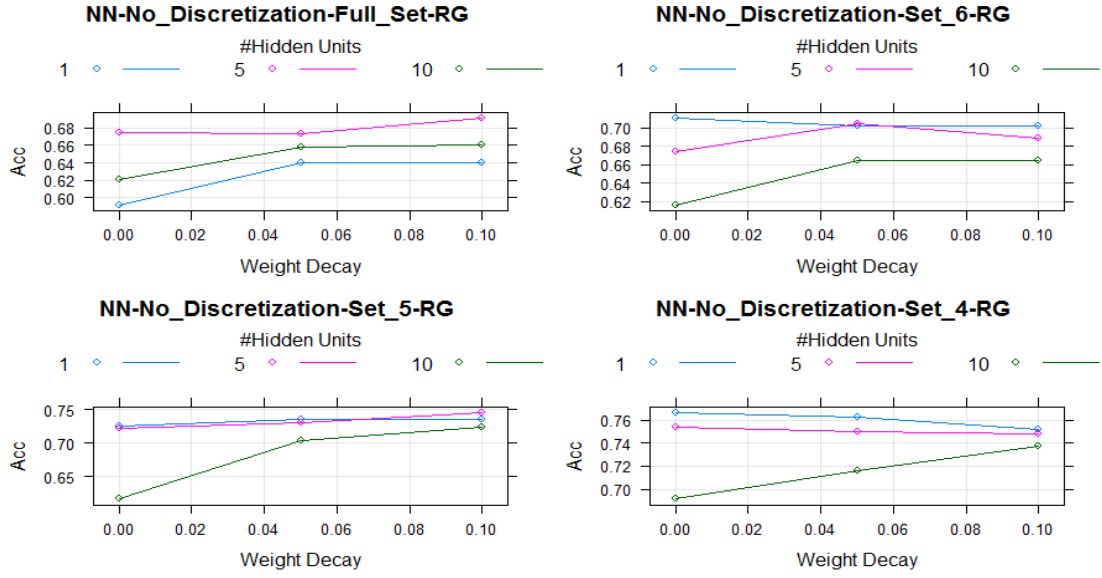 NN-No_Discretization-Full_Set-RG
#Hidden Units
1 5 10
0.68
0.66
0.64
0.62
0.60
Acc
0.00 0.02 0.04 0.06 0.08 0.10
Weight Decay
NN-No_Discretization-Set_6-RG
#Hidden Units
1 5 10
0.70
0.68
0.66
0.64
0.62
Acc
0.00 0.02 0.04 0.06 0.08 0.10
Weight Decay
NN-No_Discretization-Set_5-RG
#Hidden Units
1 5 10
0.75
0.70
0.65
Acc
0.00 0.02 0.04 0.06 0.08 0.10
Weight Decay
NN-No_Discretization-Set_4-RG
#Hidden Units
1 5 10
0.76
0.74
0.72
0.70
Acc
0.00 0.02 0.04 0.06 0.08 0.10
Weight Decay